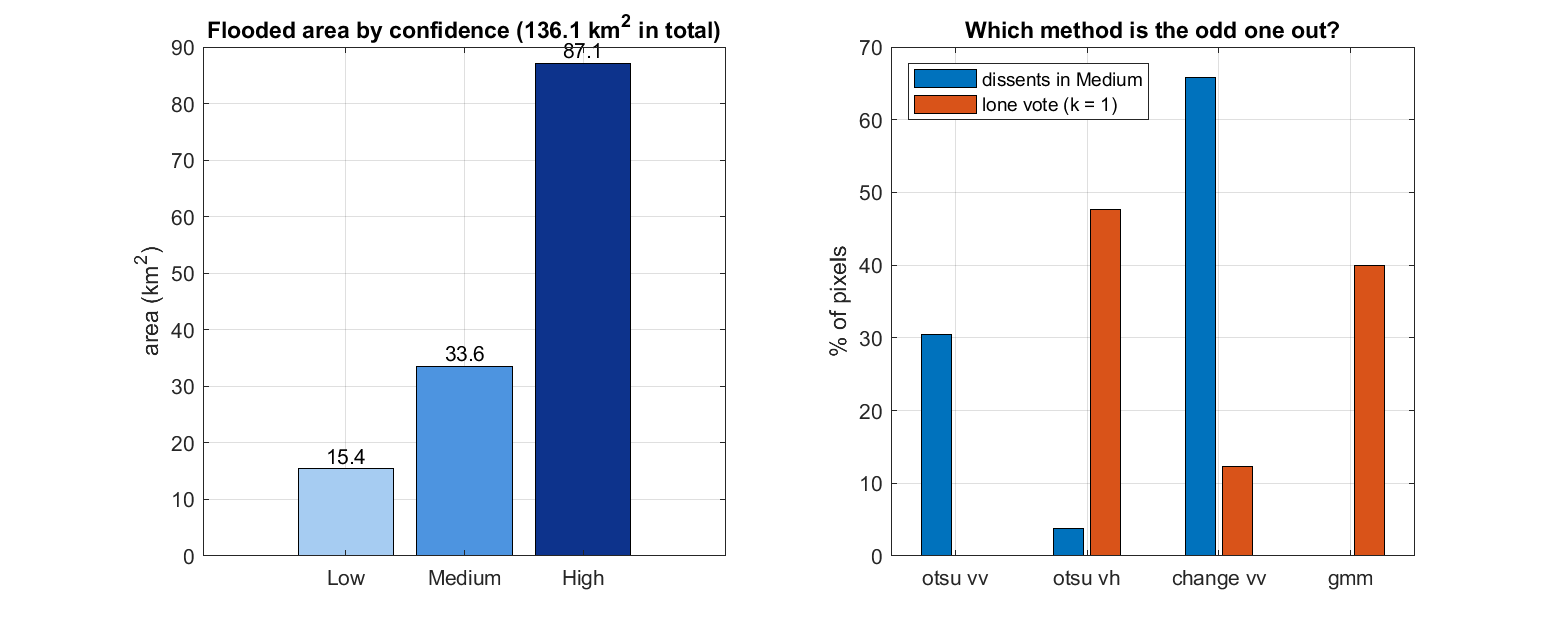 Flooded area by confidence (136.1 km² in total)
90
80
70
60
50
40
30
20
10
0
area (km²)
15.4
33.6
87.1
Low Medium High
Which method is the odd one out?
70
60
50
40
30
20
10
0
% of pixels
dissents in Medium
lone vote (k = 1)
otsu vv otsu vh change vv gmm